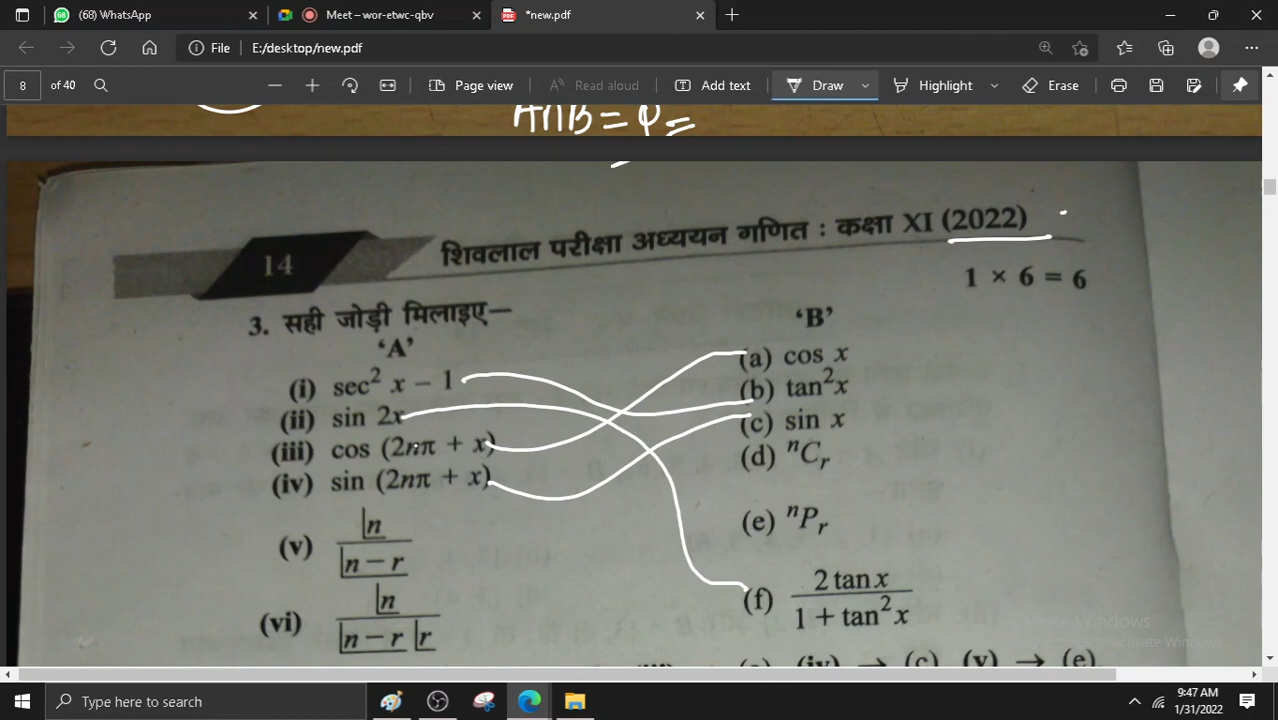 (68) WhatsApp
Meet – wor-etwc-qbv
*new.pdf
File
E:/desktop/new.pdf
8 of 40
Page view
Read aloud
Add text
Draw
Highlight
Erase
A∩B = φ =
14
शिवलाल परीक्षा अध्ययन गणित : कक्षा XI (2022)
1 × 6 = 6
3. सही जोड़ी मिलाइए—
'A' 'B'
(i) sec² x – 1 (a) cos x
(ii) sin 2x (b) tan²x
(iii) cos (2nπ + x) (c) sin x
(iv) sin (2nπ + x) (d) ⁿCᵣ
(v) |n / |n – r (e) ⁿPᵣ
(vi) |n / |n – r |r (f) 2 tan x / 1 + tan² x
(iv) → (c) (v) → (e)
Activate Windows
Type here to search
9:47 AM
1/31/2022